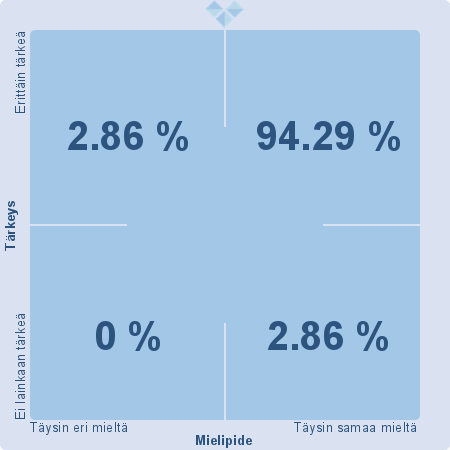 Erittäin tärkeä
2.86 %
94.29 %
Tärkeys
Ei lainkaan tärkeä
0 %
2.86 %
Täysin eri mieltä
Täysin samaa mieltä
Mielipide